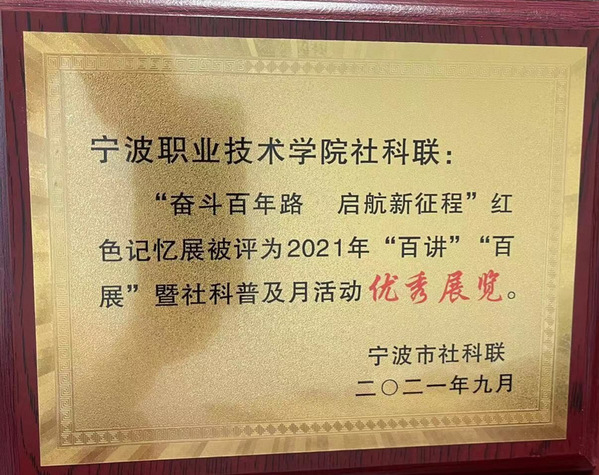 宁波职业技术学院社科联：
“奋斗百年路 启航新征程”红
色记忆展被评为2021年“百讲”“百
展”暨社科普及月活动优秀展览。
宁波市社科联
二〇二一年九月